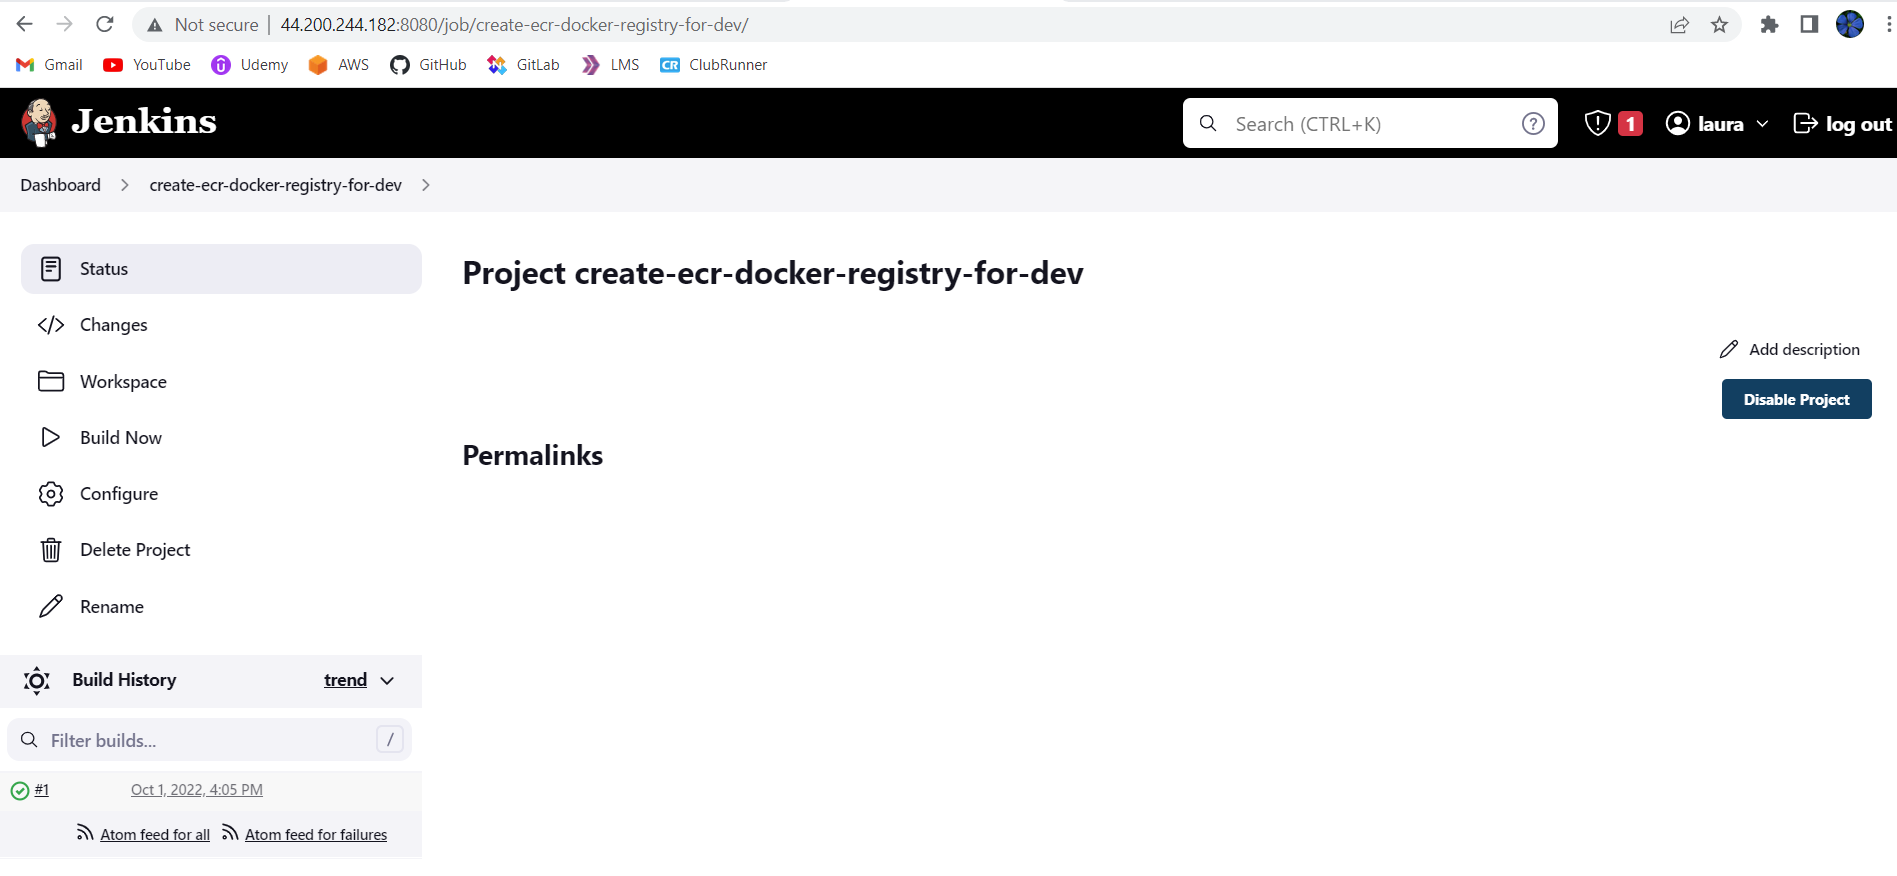 Not secure | 44.200.244.182:8080/job/create-ecr-docker-registry-for-dev/
Gmail YouTube Udemy AWS GitHub GitLab LMS CR ClubRunner
Jenkins Search (CTRL+K) ? 1 laura log out
Dashboard create-ecr-docker-registry-for-dev
Status
Changes
Workspace
Build Now
Configure
Delete Project
Rename
Build History trend
Filter builds... /
#1 Oct 1, 2022, 4:05 PM
Atom feed for all Atom feed for failures
Project create-ecr-docker-registry-for-dev
Add description
Disable Project
Permalinks